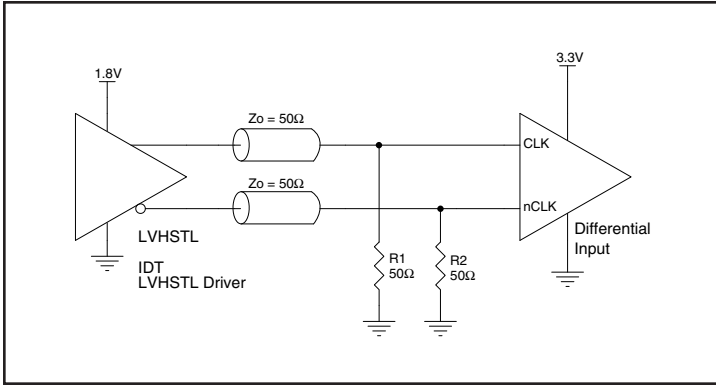 1.8V
3.3V
Zo = 50Ω
CLK
Zo = 50Ω
nCLK
LVHSTL
IDT
LVHSTL Driver
R1
50Ω
R2
50Ω
Differential
Input